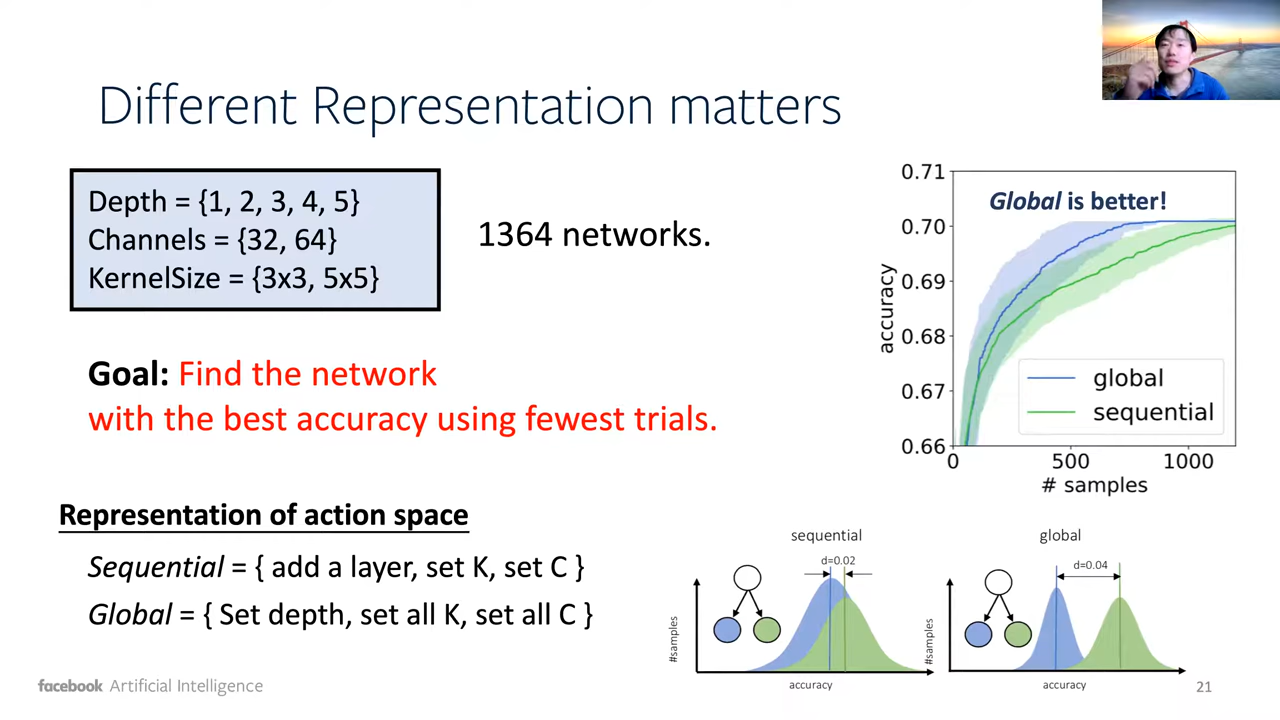 Different Representation matters
Depth = {1, 2, 3, 4, 5}
Channels = {32, 64}
KernelSize = {3x3, 5x5}
1364 networks.
Goal: Find the network
with the best accuracy using fewest trials.
Representation of action space
Sequential = { add a layer, set K, set C }
Global = { Set depth, set all K, set all C }
Global is better!
0.71
0.70
0.69
0.68
0.67
0.66
accuracy
global
sequential
0 500 1000
# samples
sequential
d=0.02
#samples
accuracy
global
d=0.04
#samples
accuracy
facebook Artificial Intelligence
21